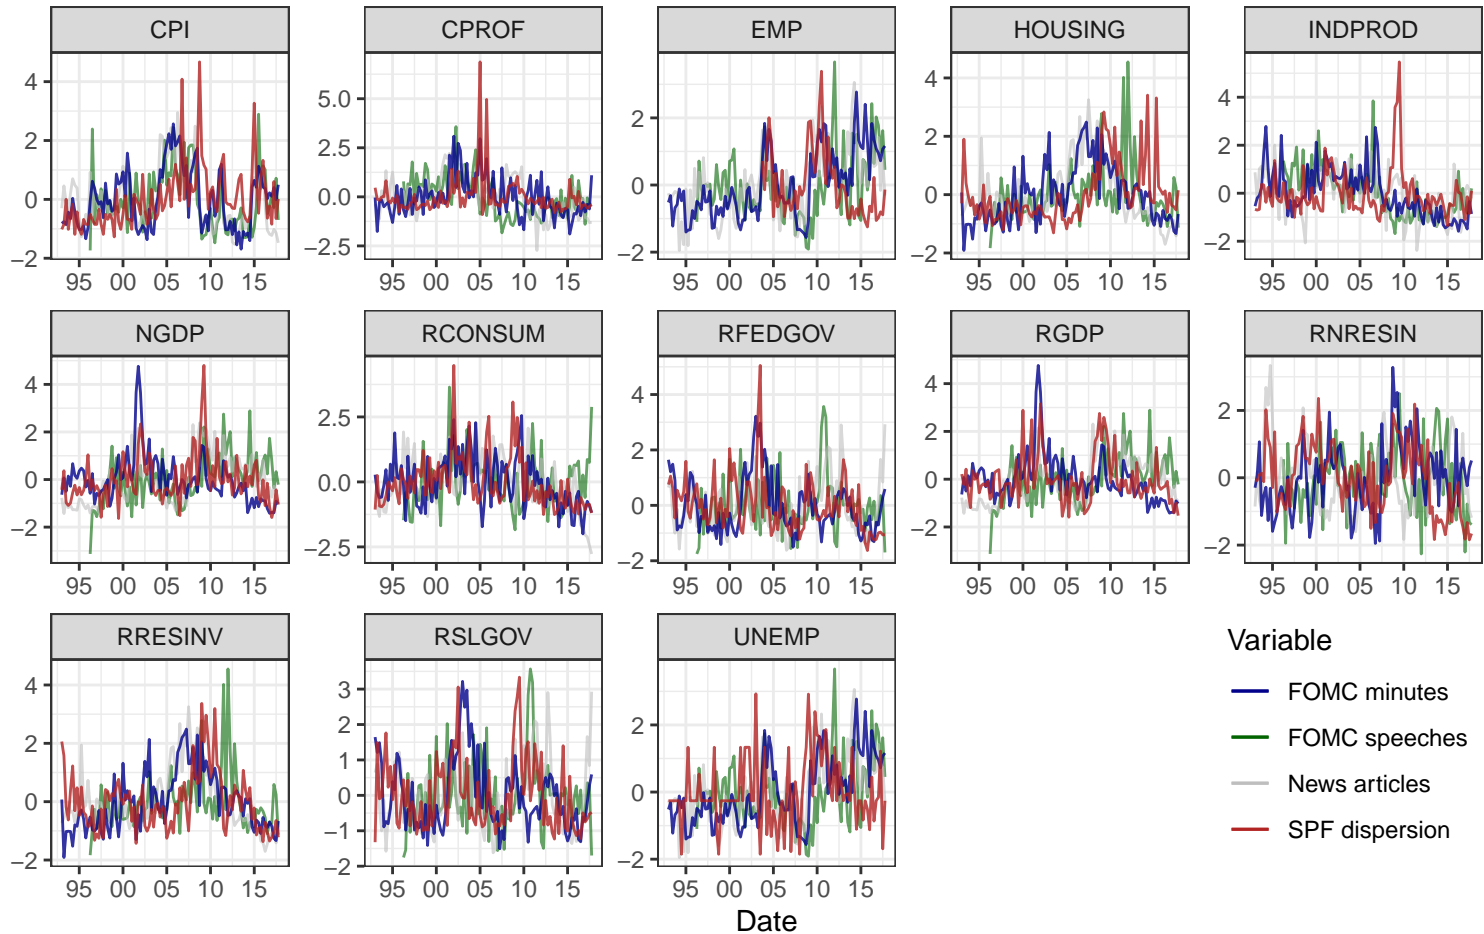 CPI CPROF EMP HOUSING INDPROD
4 5.0 2 4 4
2 2.5 0 2 2
0 0.0 −2 0 0
−2 −2.5 −2 −2
95 00 05 10 15 95 00 05 10 15 95 00 05 10 15 95 00 05 10 15 95 00 05 10 15
NGDP RCONSUM RFEDGOV RGDP RNRESIN
4 2.5 4 4 2
2 0.0 2 2 0
0 −2.5 0 0 −2
−2 −2 −2
95 00 05 10 15 95 00 05 10 15 95 00 05 10 15 95 00 05 10 15 95 00 05 10 15
RRESINV RSLGOV UNEMP
4 3 2
2 2 0
0 1 −2
−2 0
−1
−2
95 00 05 10 15 95 00 05 10 15 95 00 05 10 15
Date
Variable
FOMC minutes
FOMC speeches
News articles
SPF dispersion